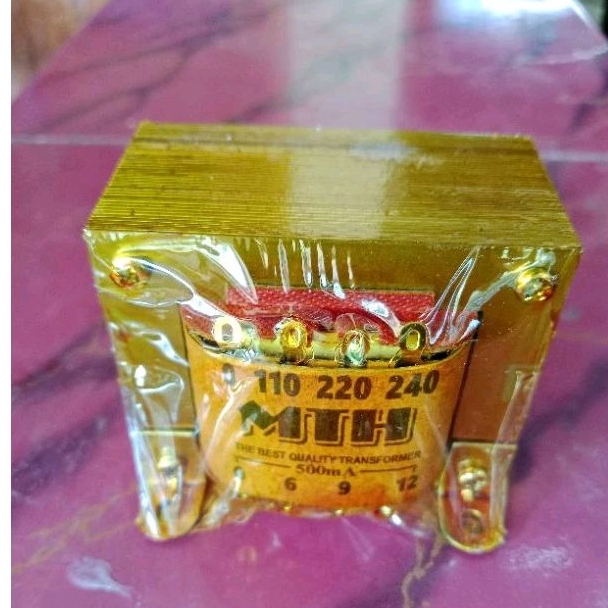 0 110 220 240
MTH
THE BEST QUALITY TRANSFORMER
500mA
6 9 12